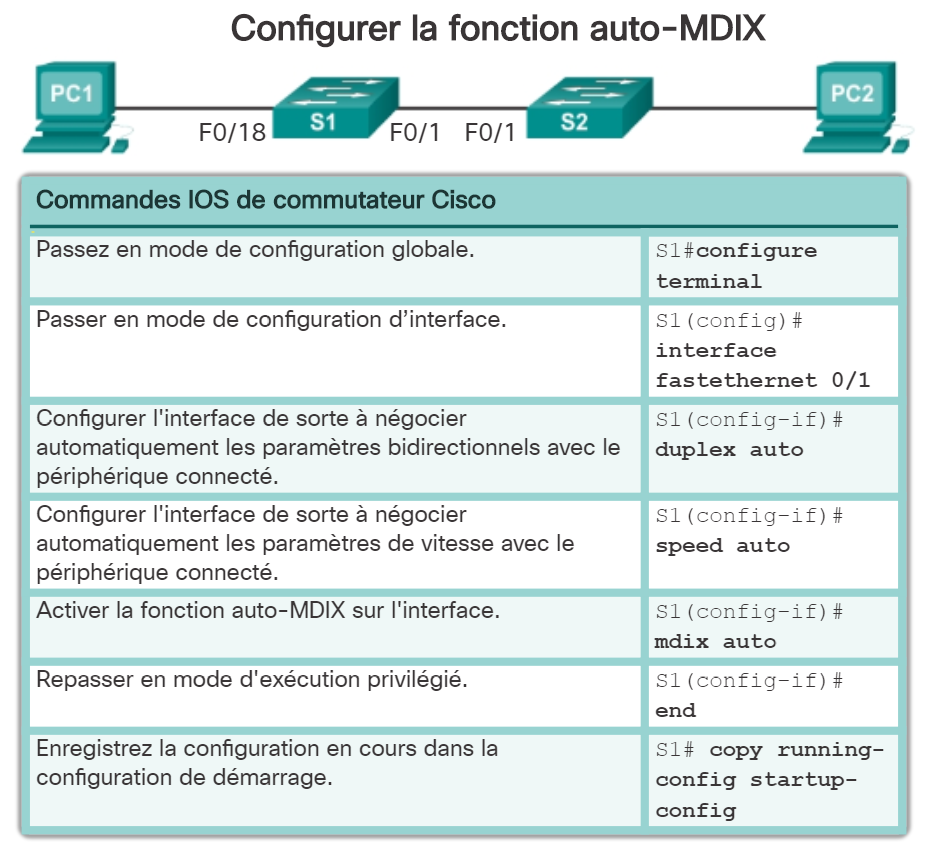 Configurer la fonction auto-MDIX
PC1
PC2
S1
S2
F0/18
F0/1
F0/1
Commandes IOS de commutateur Cisco
Passez en mode de configuration globale.
S1#configure
terminal
Passer en mode de configuration d’interface.
S1(config)#
interface
fastethernet 0/1
Configurer l'interface de sorte à négocier
automatiquement les paramètres bidirectionnels avec le
périphérique connecté.
S1(config-if)#
duplex auto
Configurer l'interface de sorte à négocier
automatiquement les paramètres de vitesse avec le
périphérique connecté.
S1(config-if)#
speed auto
Activer la fonction auto-MDIX sur l'interface.
S1(config-if)#
mdix auto
Repasser en mode d'exécution privilégié.
S1(config-if)#
end
Enregistrez la configuration en cours dans la
configuration de démarrage.
S1# copy running-
config startup-
config